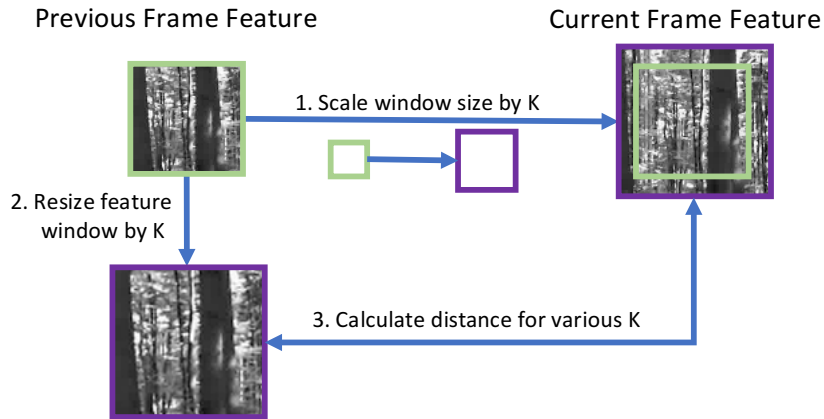 Previous Frame Feature
Current Frame Feature
1. Scale window size by K
2. Resize feature
window by K
3. Calculate distance for various K